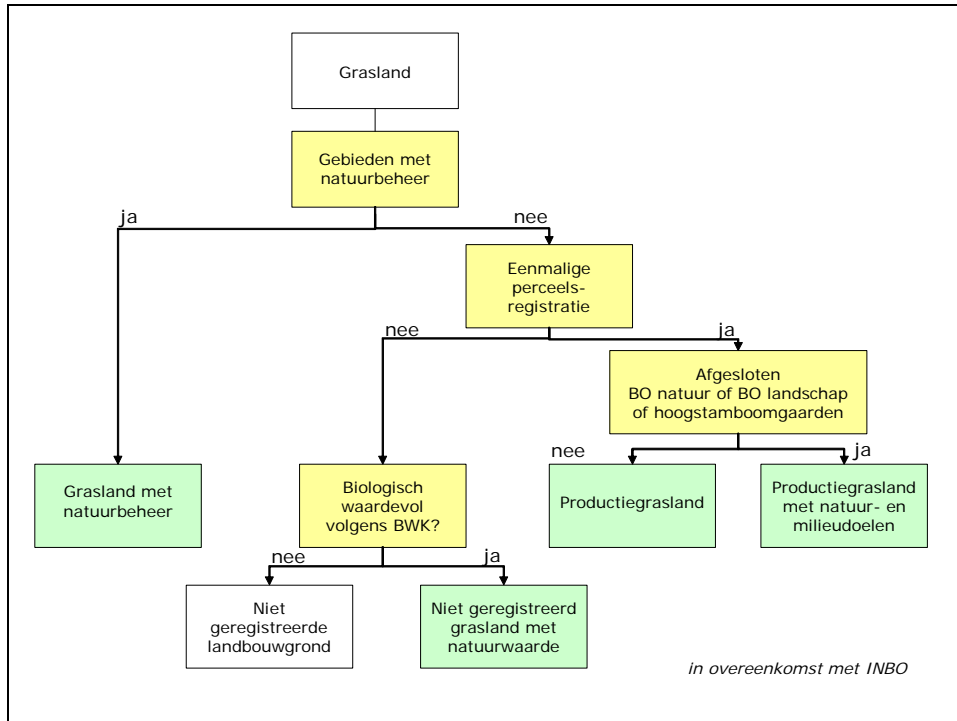 Grasland
Gebieden met
natuurbeheer
ja
nee
Eenmalige
perceels-
registratie
nee
ja
Afgesloten
BO natuur of BO landschap
of hoogstamboomgaarden
nee
ja
Grasland met
natuurbeheer
Biologisch
waardevol
volgens BWK?
Productiegrasland
Productiegrasland
met natuur- en
milieudoelen
nee
ja
Niet
geregistreerde
landbouwgrond
Niet geregistreerd
grasland met
natuurwaarde
in overeenkomst met INBO